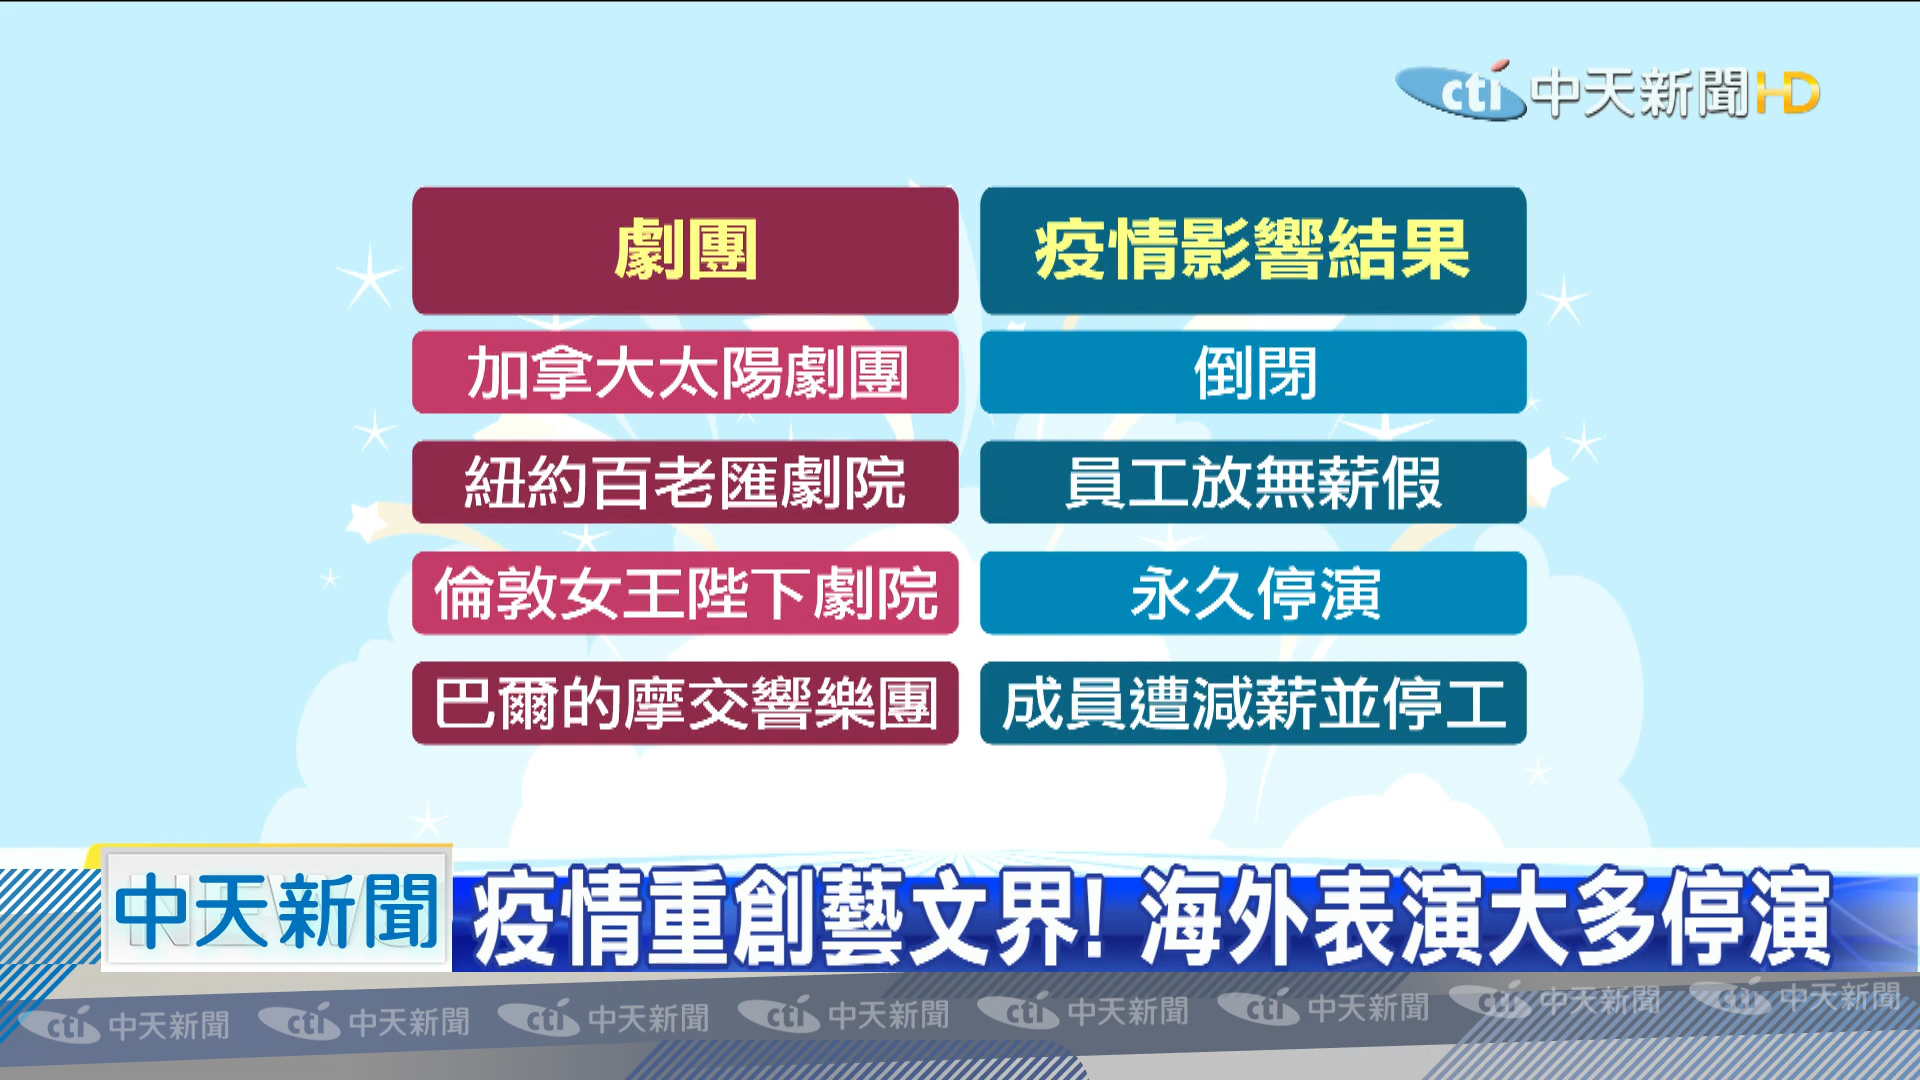 cti 中天新聞HD
劇團 疫情影響結果
加拿大太陽劇團 倒閉
紐約百老匯劇院 員工放無薪假
倫敦女王陛下劇院 永久停演
巴爾的摩交響樂團 成員遭減薪並停工
中天新聞 疫情重創藝文界! 海外表演大多停演
cti 中天新聞 cti 中天新聞 cti 中天新聞 cti 中天新聞 cti 中天新聞 cti 中天新聞 cti 中天新聞 cti 中天新聞